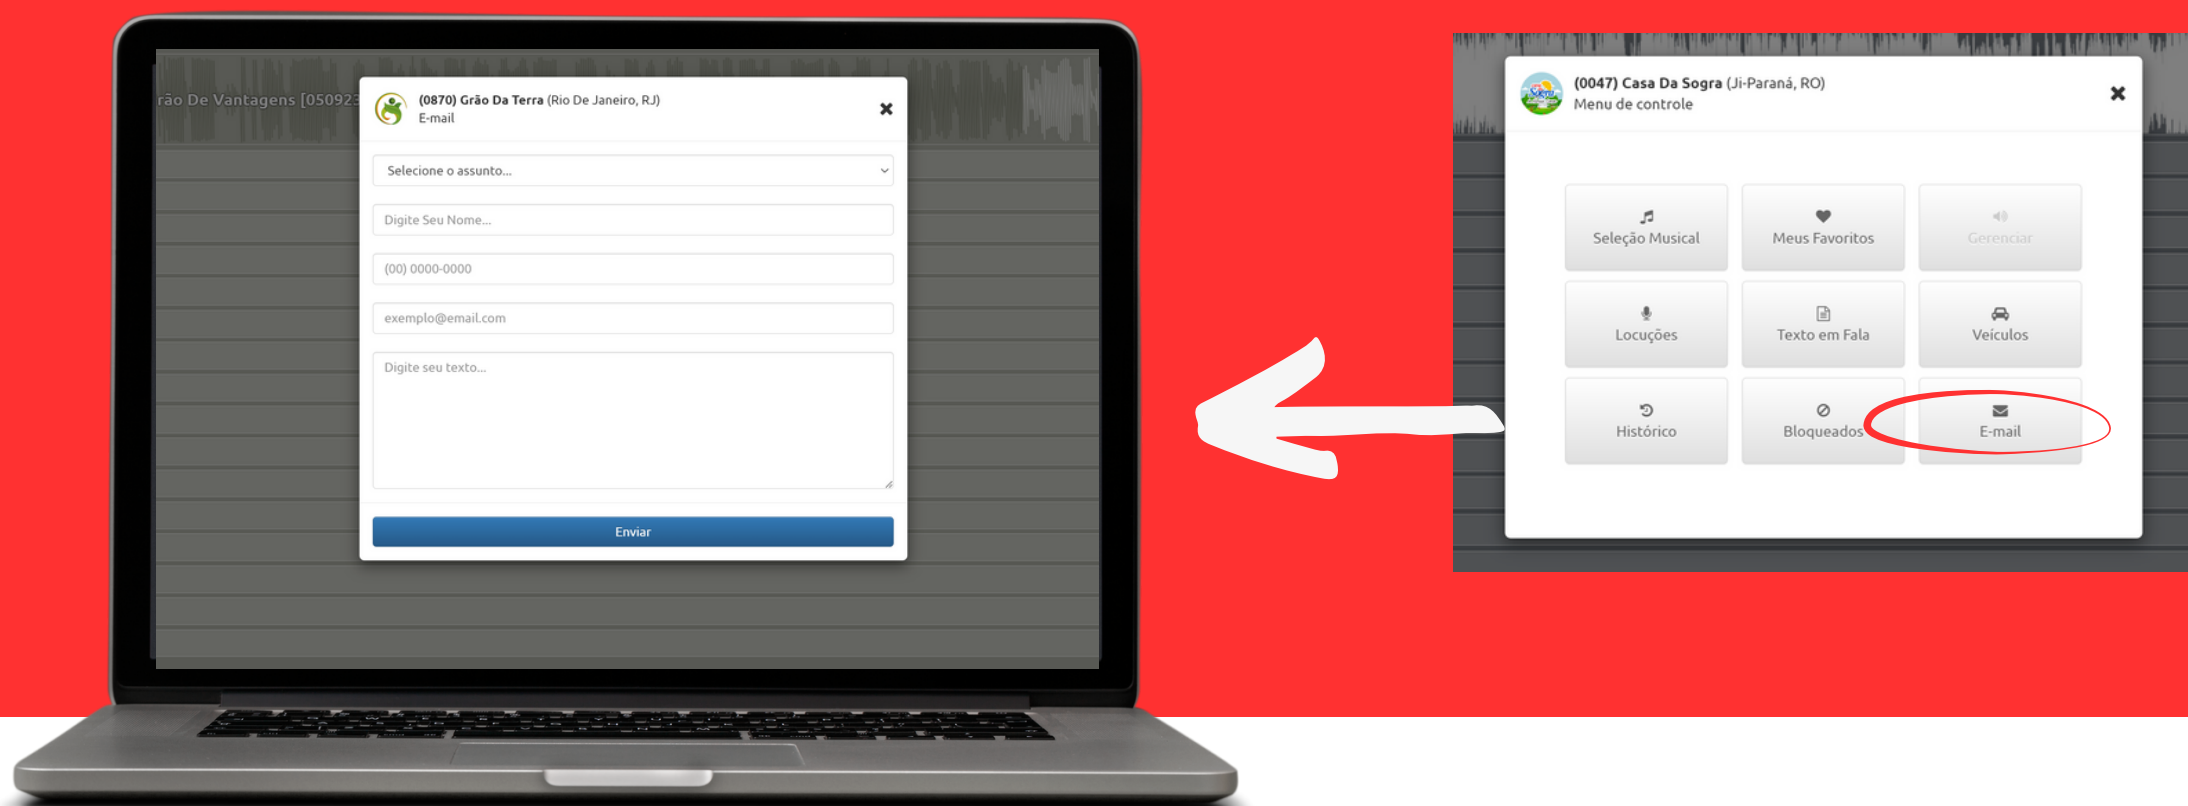 rão De Vantagens [050923
(0870) Grão Da Terra (Rio De Janeiro, RJ)
E-mail
Selecione o assunto...
Digite Seu Nome...
(00) 0000-0000
exemplo@email.com
Digite seu texto...
Enviar
(0047) Casa Da Sogra (Ji-Paraná, RO)
Menu de controle
Seleção Musical
Meus Favoritos
Gerenciar
Locuções
Texto em Fala
Veículos
Histórico
Bloqueados
E-mail